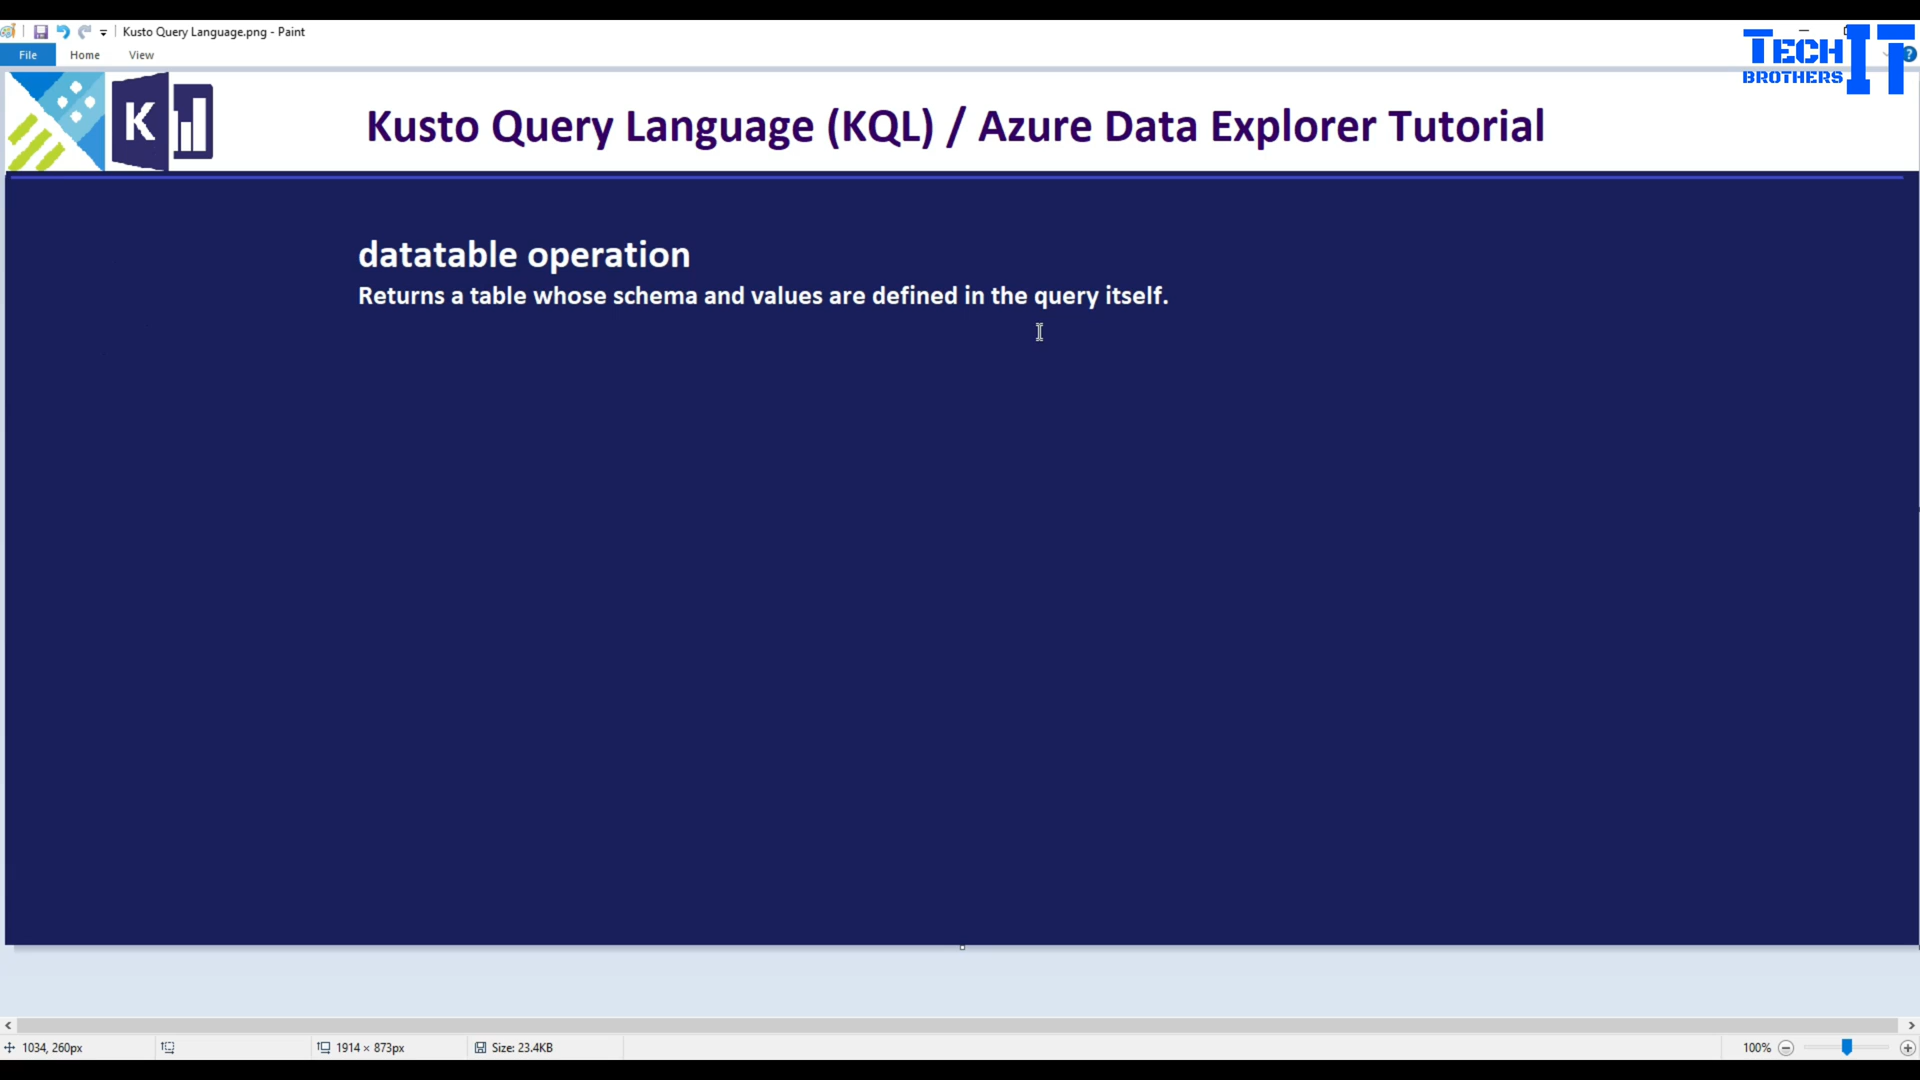 Kusto Query Language.png - Paint
File Home View
TECH IT
BROTHERS
?
K
Kusto Query Language (KQL) / Azure Data Explorer Tutorial
datatable operation
Returns a table whose schema and values are defined in the query itself.
1034, 260px
1914 × 873px
Size: 23.4KB
100%